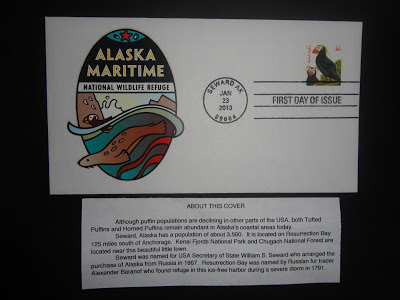 ALASKA
MARITIME
NATIONAL WILDLIFE REFUGE
SEWARD AK
JAN
23
2013
99664
FIRST DAY OF ISSUE
ABOUT THIS COVER
Although puffin populations are declining in other parts of the USA, both Tufted
Puffins and Horned Puffins remain abundant in Alaska's coastal areas today.
Seward, Alaska has a population of about 3,500. It is located on Resurrection Bay
125 miles south of Anchorage. Kenai Fjords National Park and Chugach National Forest are
located near this beautiful little town.
Seward was named for USA Secretary of State William S. Seward who arranged the
purchase of Alaska from Russia in 1867. Resurrection Bay was named by Russian fur trader
Alexander Baranof who found refuge in this ice-free harbor during a severe storm in 1791.